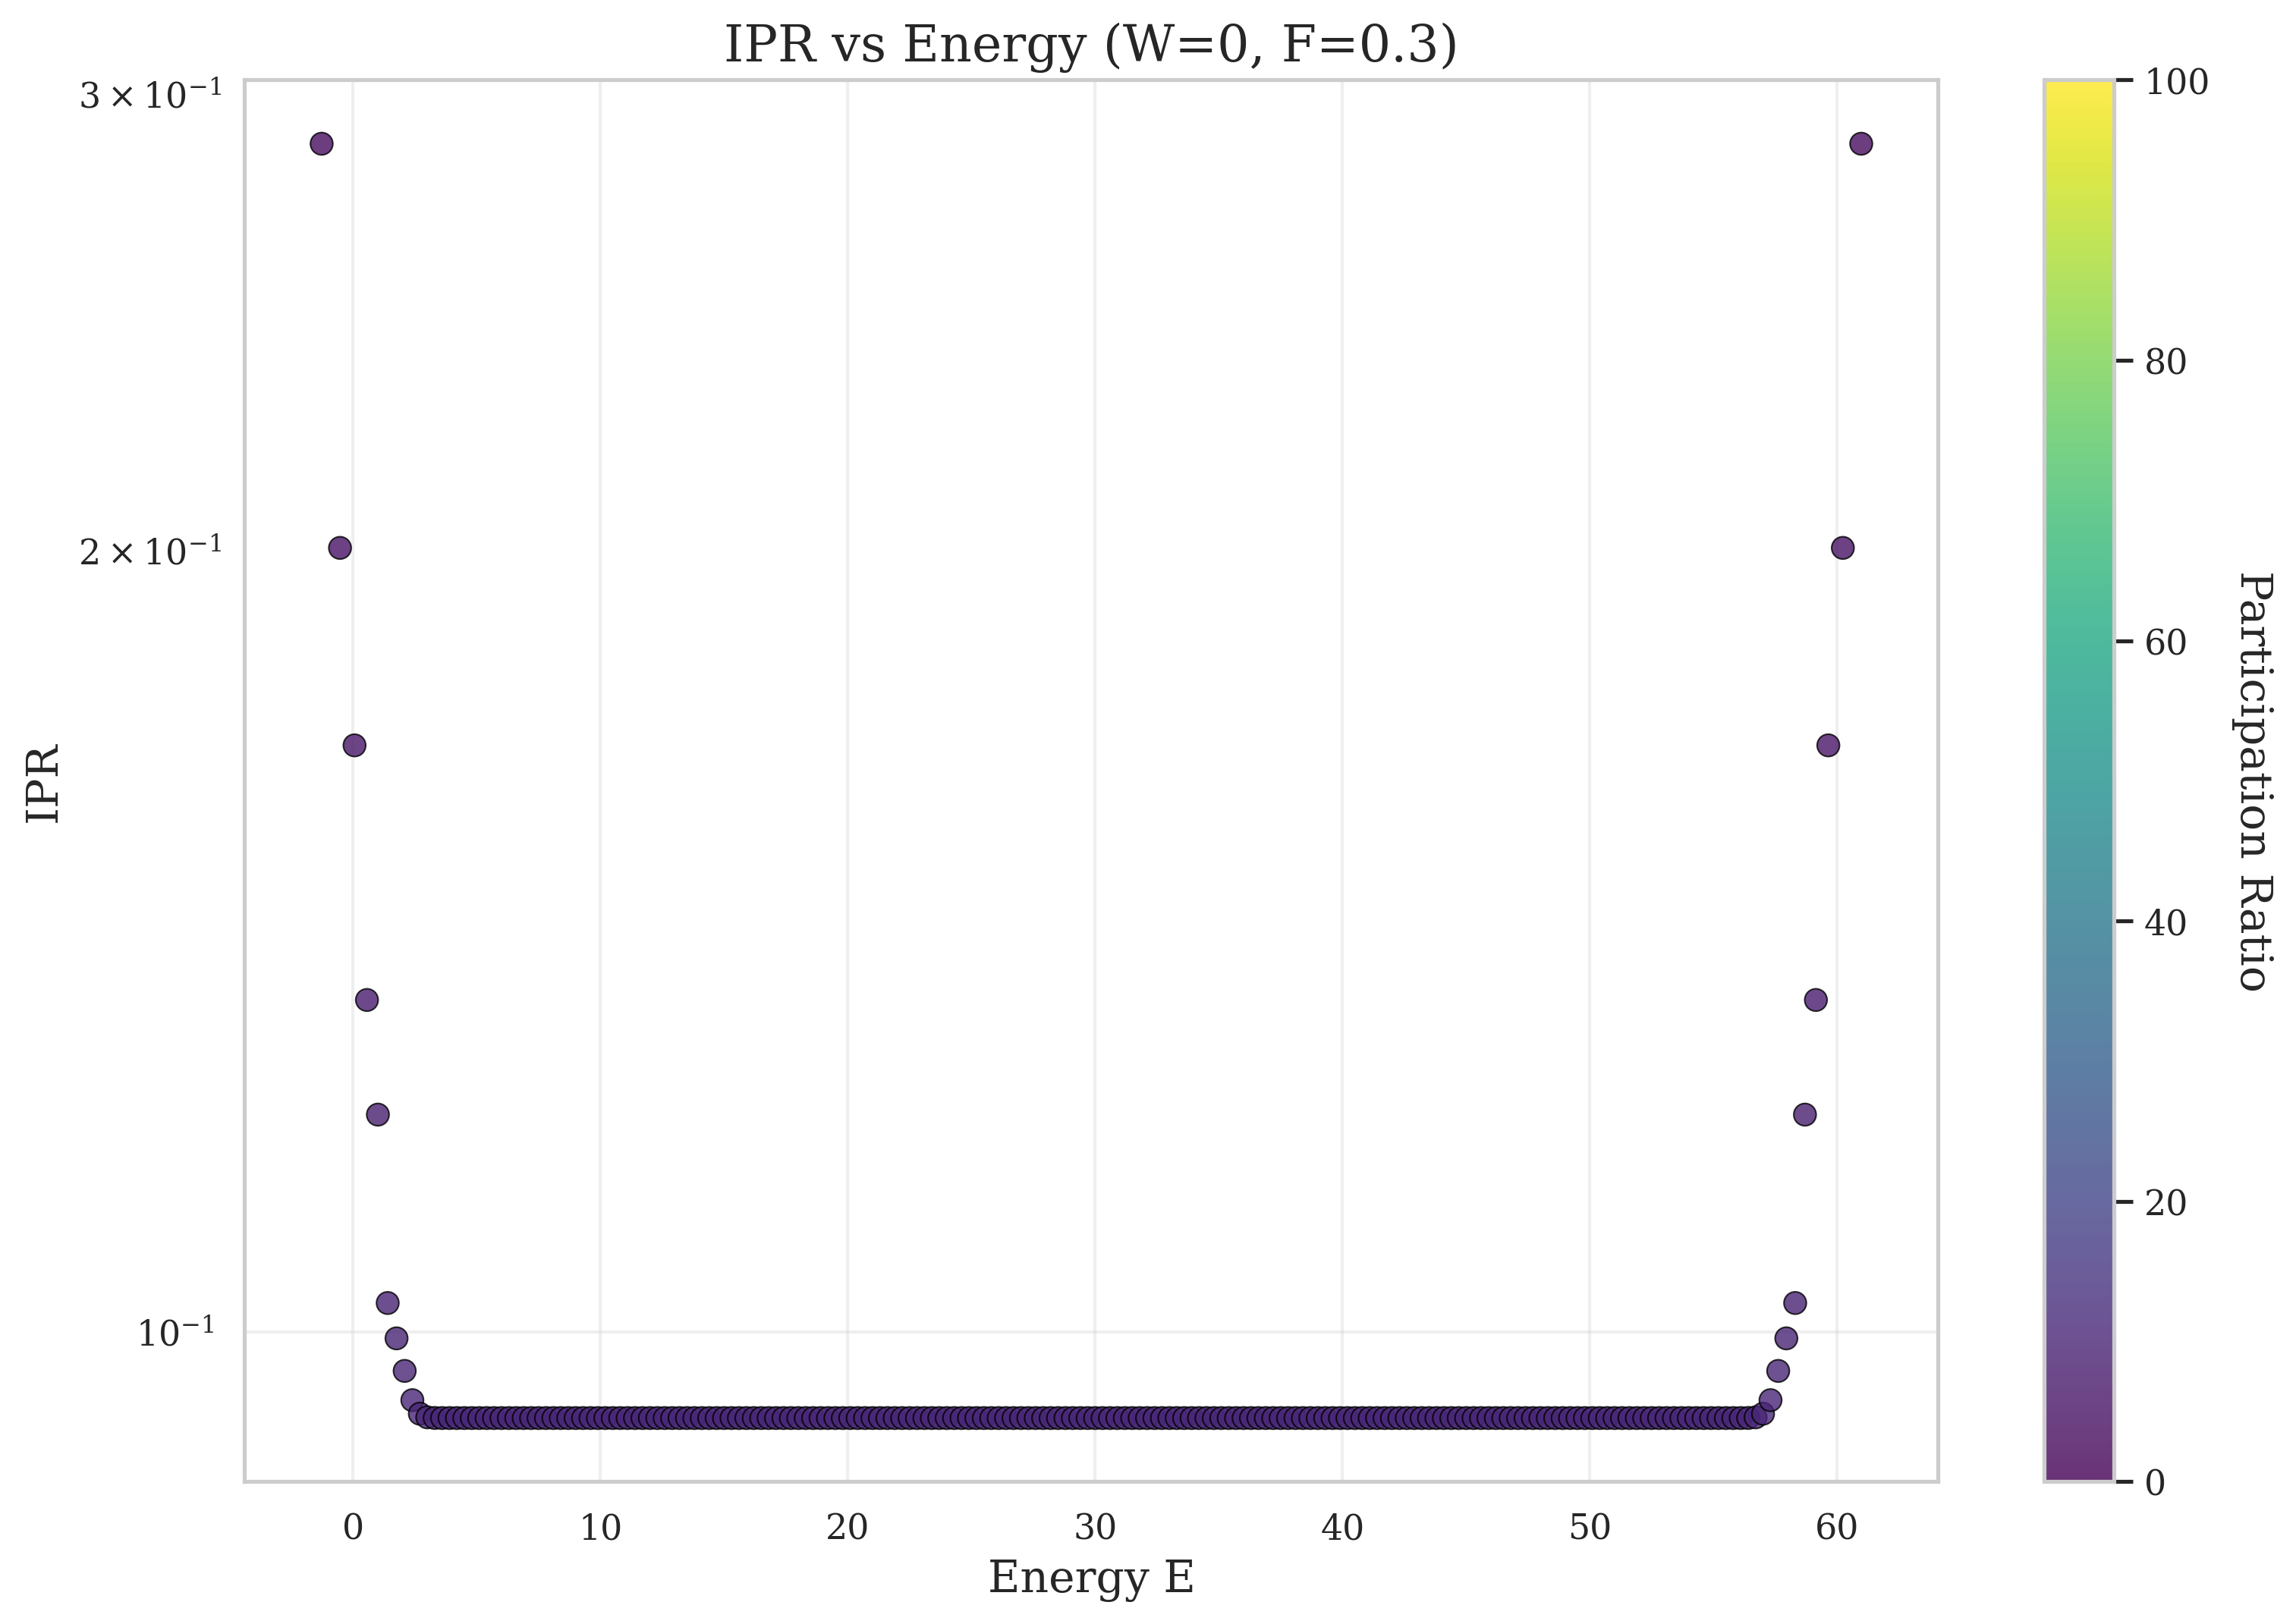 IPR vs Energy (W=0, F=0.3)
3 × 10⁻¹
2 × 10⁻¹
10⁻¹
IPR
0 10 20 30 40 50 60
Energy E
100
80
60
40
20
0
Participation Ratio